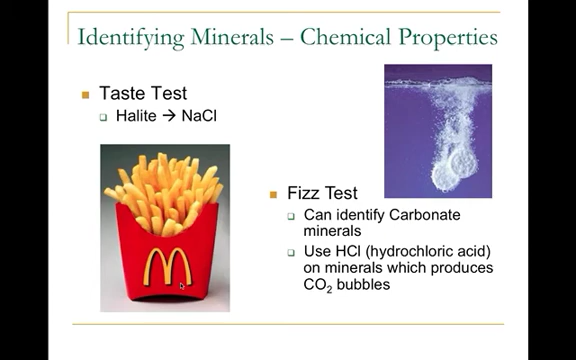 Identifying Minerals – Chemical Properties
Taste Test
Halite → NaCl
Fizz Test
Can identify Carbonate
minerals
Use HCl (hydrochloric acid)
on minerals which produces
CO₂ bubbles